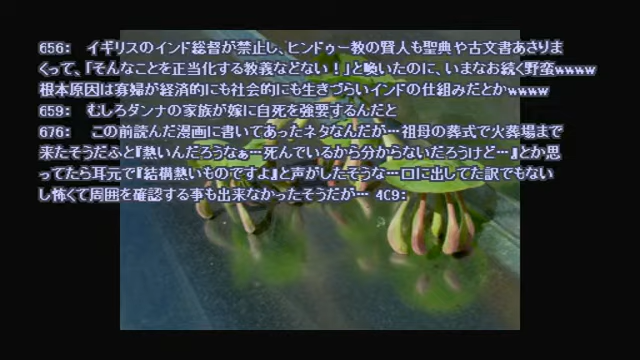 656: イギリスのインド総督が禁止し、ヒンドゥー教の賢人も聖典や古文書あさりま
くって、「そんなことを正当化する教義などない！」と喚いたのに、いまなお続く野蛮wwww
根本原因は寡婦が経済的にも社会的にも生きづらいインドの仕組みだとかwwww
659: むしろダンナの家族が嫁に自死を強要するんだと
676: この前読んだ漫画に書いてあったネタなんだが…祖母の葬式で火葬場まで
来たそうだふと『熱いんだろうなぁ…死んでいるから分からないだろうけど…』とか思
ってたら耳元で『結構熱いものですよ』と声がしたそうな…口に出してた訳でもない
し怖くて周囲を確認する事も出来なかったそうだが… 4C9: